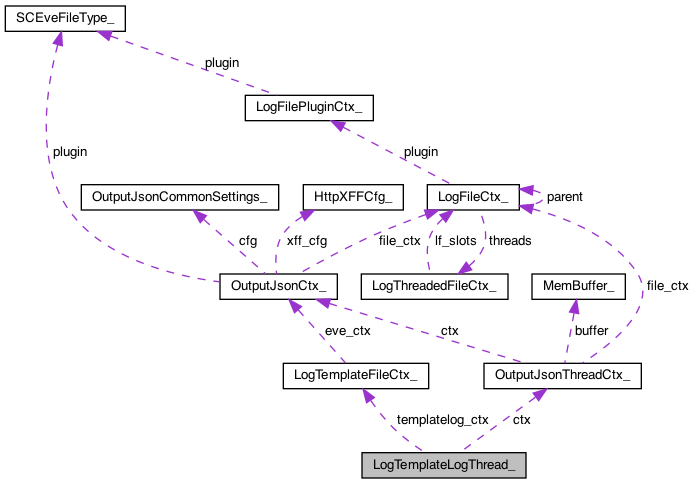 SCEveFileType_
plugin
LogFilePluginCtx_
plugin
plugin
OutputJsonCommonSettings_
HttpXFFCfg_
LogFileCtx_
parent
cfg
xff_cfg
file_ctx
lf_slots
threads
OutputJsonCtx_
LogThreadedFileCtx_
MemBuffer_
file_ctx
eve_ctx
ctx
buffer
LogTemplateFileCtx_
OutputJsonThreadCtx_
templatelog_ctx
ctx
LogTemplateLogThread_